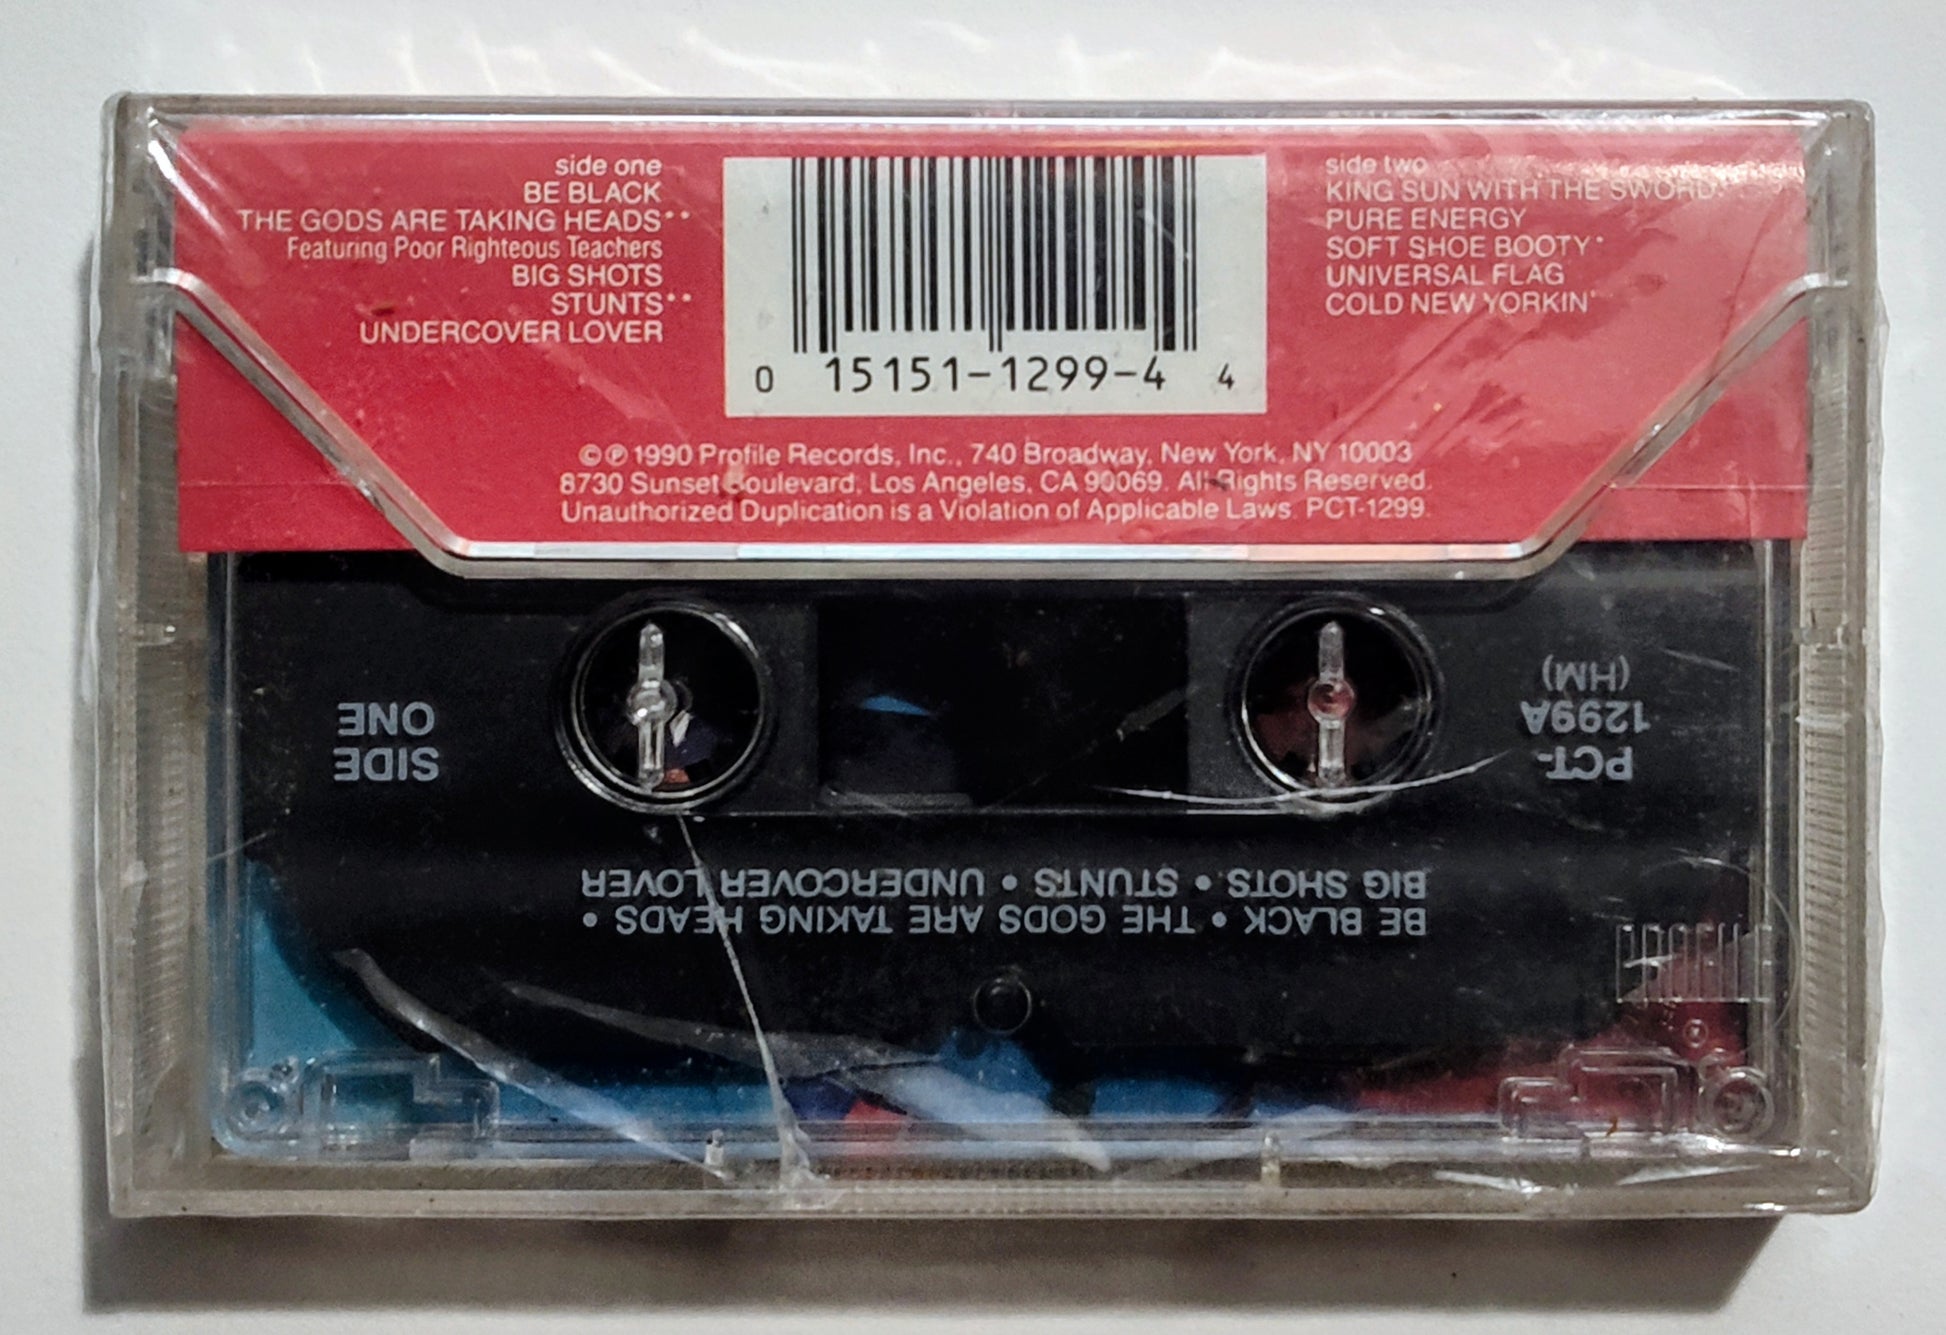 side one
BE BLACK
THE GODS ARE TAKING HEADS**
Featuring Poor Righteous Teachers
BIG SHOTS
STUNTS**
UNDERCOVER LOVER
0 15151-1299-4 4
side two
KING SUN WITH THE SWORD*
PURE ENERGY
SOFT SHOE BOOTY*
UNIVERSAL FLAG
COLD NEW YORKIN'
©℗ 1990 Profile Records, Inc., 740 Broadway, New York, NY 10003
8730 Sunset Boulevard, Los Angeles, CA 90069. All Rights Reserved.
Unauthorized Duplication is a Violation of Applicable Laws. PCT-1299.
SIDE
ONE
PCT-
1299A
(HM)
BE BLACK • THE GODS ARE TAKING HEADS •
BIG SHOTS • STUNTS • UNDERCOVER LOVER